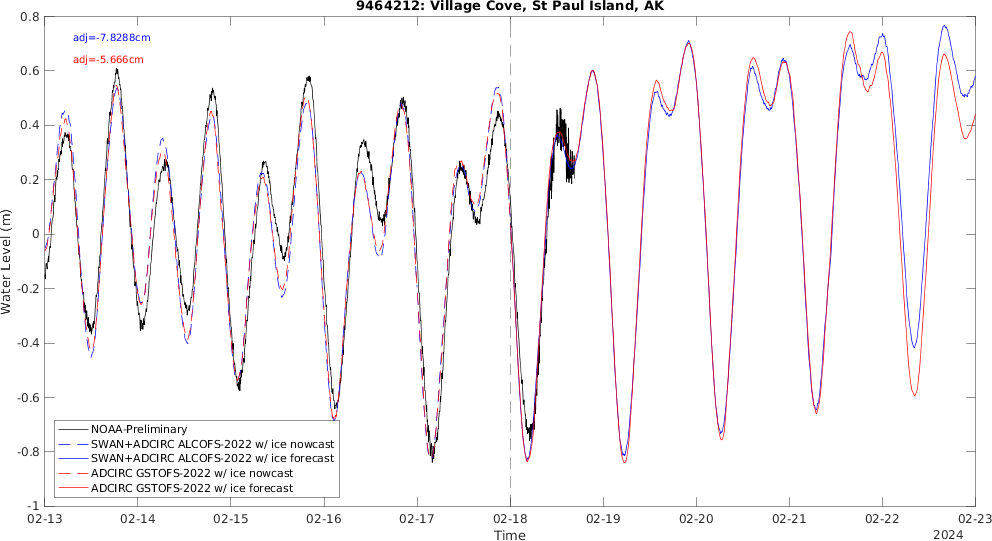 9464212: Village Cove, St Paul Island, AK
adj=-7.8288cm
adj=-5.666cm
0.8
0.6
0.4
0.2
0
-0.2
-0.4
-0.6
-0.8
-1
Water Level (m)
NOAA-Preliminary
SWAN+ADCIRC ALCOFS-2022 w/ ice nowcast
SWAN+ADCIRC ALCOFS-2022 w/ ice forecast
ADCIRC GSTOFS-2022 w/ ice nowcast
ADCIRC GSTOFS-2022 w/ ice forecast
02-13 02-14 02-15 02-16 02-17 02-18 02-19 02-20 02-21 02-22 02-23
Time
2024